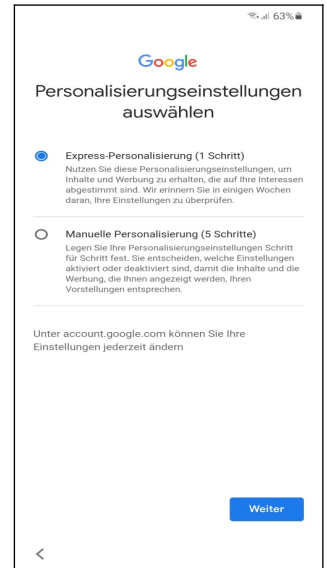 63%
Google
Personalisierungseinstellungen
auswählen
Express-Personalisierung (1 Schritt)
Nutzen Sie diese Personalisierungseinstellungen, um
Inhalte und Werbung zu erhalten, die auf Ihre Interessen
abgestimmt sind. Wir erinnern Sie in einigen Wochen
daran, Ihre Einstellungen zu überprüfen.
Manuelle Personalisierung (5 Schritte)
Legen Sie Ihre Personalisierungseinstellungen Schritt
für Schritt fest. Sie entscheiden, welche Einstellungen
aktiviert oder deaktiviert sind, damit die Inhalte und die
Werbung, die Ihnen angezeigt werden, Ihren
Vorstellungen entsprechen.
Unter account.google.com können Sie Ihre
Einstellungen jederzeit ändern
Weiter